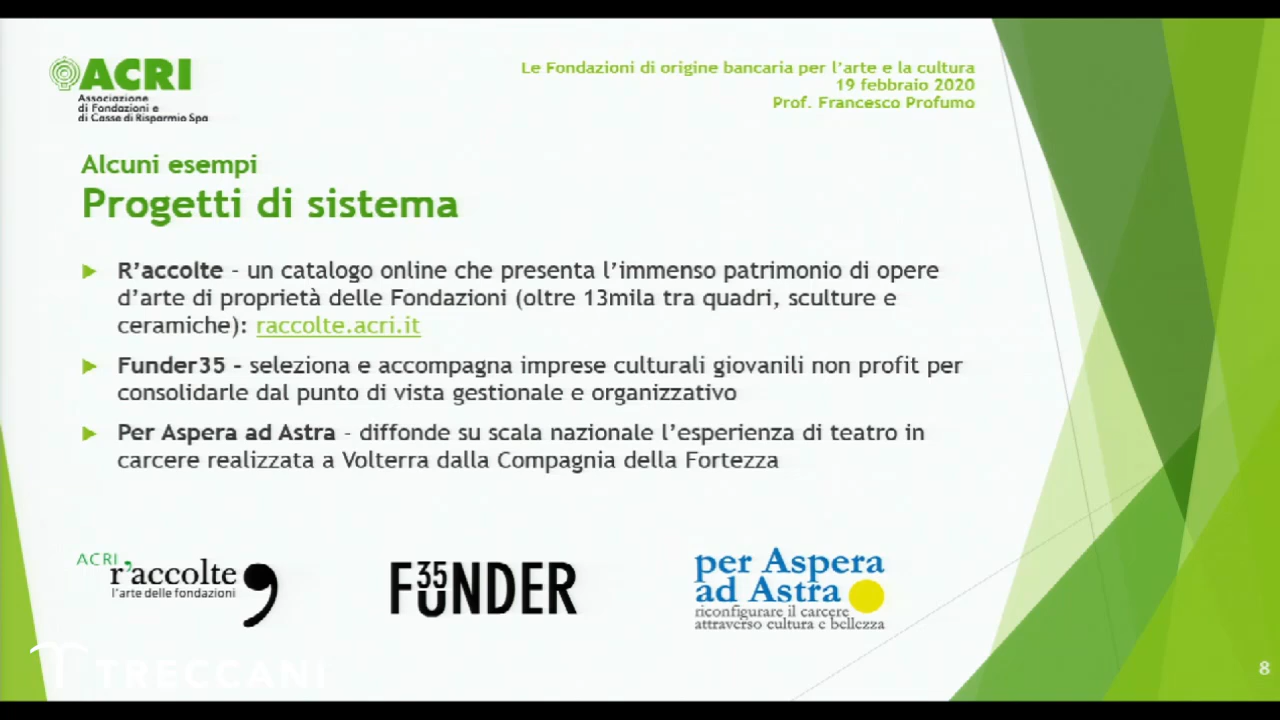 ACRI
Associazione
di Fondazioni e
di Casse di Risparmio Spa
Le Fondazioni di origine bancaria per l'arte e la cultura
19 febbraio 2020
Prof. Francesco Profumo
Alcuni esempi
Progetti di sistema
R'accolte - un catalogo online che presenta l'immenso patrimonio di opere
d'arte di proprietà delle Fondazioni (oltre 13mila tra quadri, sculture e
ceramiche): raccolte.acri.it
Funder35 - seleziona e accompagna imprese culturali giovanili non profit per
consolidarle dal punto di vista gestionale e organizzativo
Per Aspera ad Astra - diffonde su scala nazionale l'esperienza di teatro in
carcere realizzata a Volterra dalla Compagnia della Fortezza
ACRI
r'accolte
l'arte delle fondazioni
FUNDER
35
per Aspera
ad Astra
riconfigurare il carcere
attraverso cultura e bellezza
TRECCANI
8